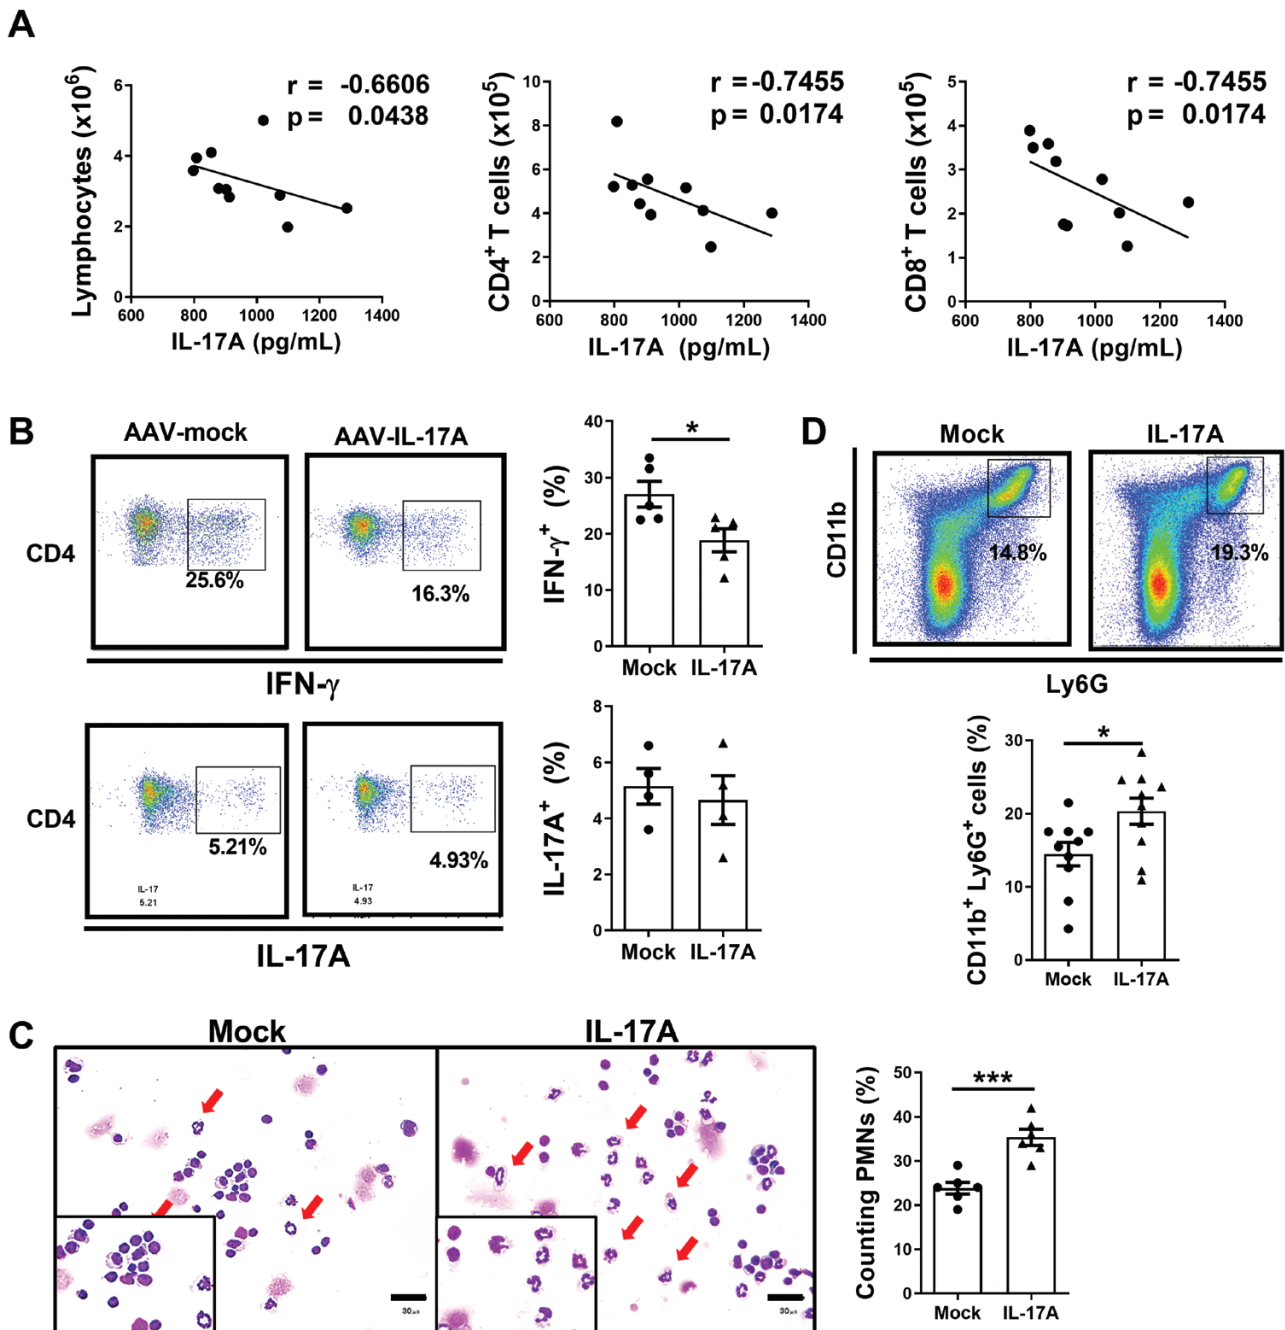 A
r = -0.6606
p = 0.0438
Lymphocytes (x10⁶)
6
4
2
0
600 800 1000 1200 1400
IL-17A (pg/mL)
r = -0.7455
p = 0.0174
CD4⁺ T cells (x10⁵)
10
8
6
4
2
0
600 800 1000 1200 1400
IL-17A (pg/mL)
r = -0.7455
p = 0.0174
CD8⁺ T cells (x10⁵)
5
4
3
2
1
0
600 800 1000 1200 1400
IL-17A (pg/mL)
B
AAV-mock AAV-IL-17A
CD4
25.6%
16.3%
IFN-γ
IFN-γ⁺ (%)
40
30
20
10
0
*
Mock IL-17A
CD4
5.21%
IL-17
5.21
4.93%
IL-17
4.93
IL-17A
IL-17A⁺ (%)
8
6
4
2
0
Mock IL-17A
D
Mock IL-17A
CD11b
14.8%
19.3%
Ly6G
CD11b⁺ Ly6G⁺ cells (%)
30
20
10
0
*
Mock IL-17A
C
Mock IL-17A
30
30
Counting PMNs (%)
50
40
30
20
10
0
***
Mock IL-17A